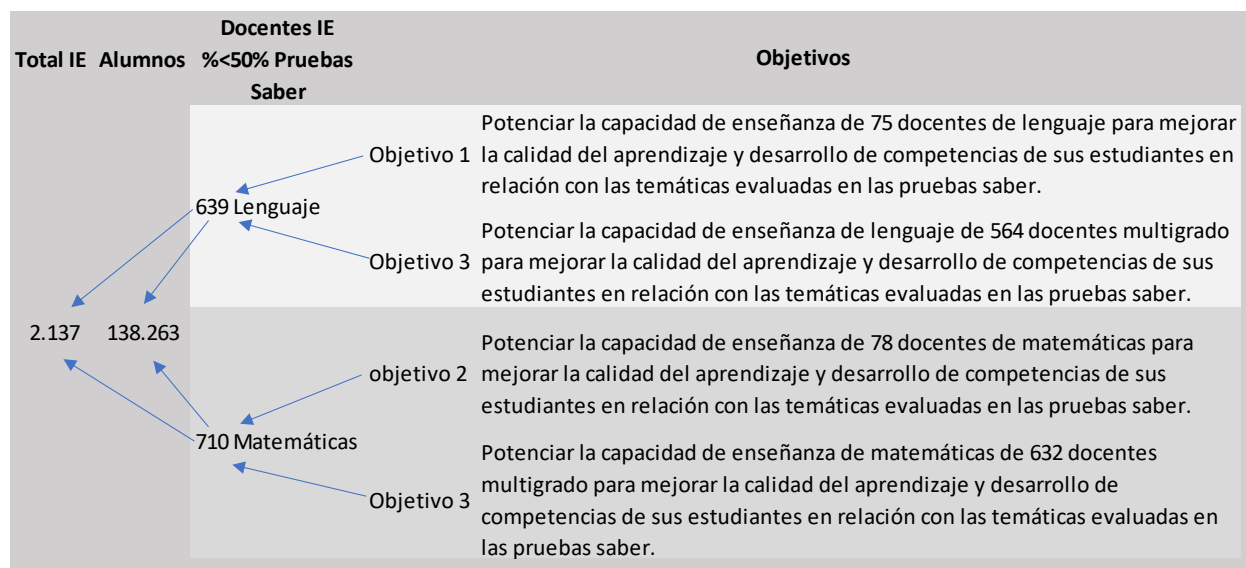 Total IE Alumnos Docentes IE %<50% Pruebas Saber Objetivos
639 Lenguaje
Objetivo 1
Potenciar la capacidad de enseñanza de 75 docentes de lenguaje para mejorar
la calidad del aprendizaje y desarrollo de competencias de sus estudiantes en
relación con las temáticas evaluadas en las pruebas saber.
Objetivo 3
Potenciar la capacidad de enseñanza de lenguaje de 564 docentes multigrado
para mejorar la calidad del aprendizaje y desarrollo de competencias de sus
estudiantes en relación con las temáticas evaluadas en las pruebas saber.
2.137 138.263
710 Matemáticas
objetivo 2
Potenciar la capacidad de enseñanza de 78 docentes de matemáticas para
mejorar la calidad del aprendizaje y desarrollo de competencias de sus
estudiantes en relación con las temáticas evaluadas en las pruebas saber.
Objetivo 3
Potenciar la capacidad de enseñanza de matemáticas de 632 docentes
multigrado para mejorar la calidad del aprendizaje y desarrollo de
competencias de sus estudiantes en relación con las temáticas evaluadas en
las pruebas saber.